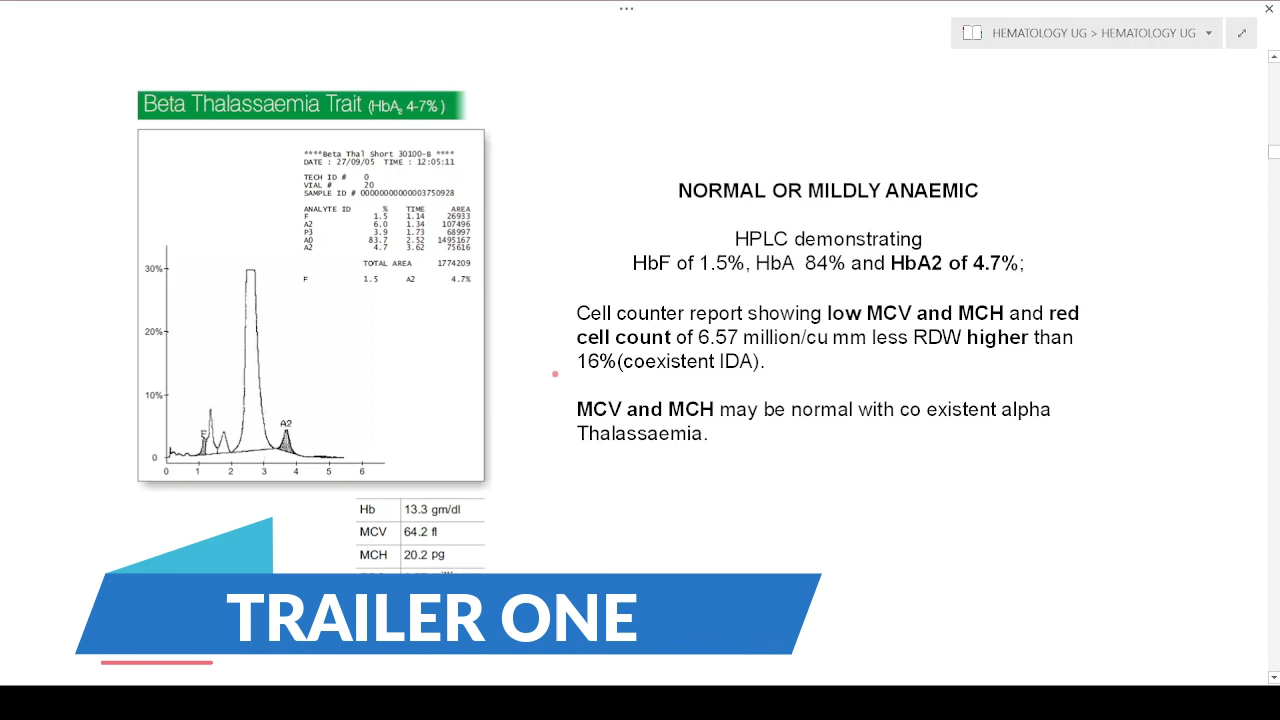 HEMATOLOGY UG > HEMATOLOGY UG
Beta Thalassaemia Trait (HbA2 4-7%)
****Beta Thal Short 30100-8 ****
DATE : 27/09/05 TIME : 12:05:11
TECH ID # 0
VIAL # 20
SAMPLE ID # 0000000000003750928
ANALYTE ID % TIME AREA
F 1.5 1.14 26933
A2 6.0 1.34 107496
P3 3.9 1.73 68997
A0 83.7 2.52 1495167
A2 4.7 3.62 75616
TOTAL AREA 1774209
F 1.5 A2 4.7%
30%
20%
10%
0
F
A2
0 1 2 3 4 5 6
Hb 13.3 gm/dl
MCV 64.2 fl
MCH 20.2 pg
NORMAL OR MILDLY ANAEMIC
HPLC demonstrating
HbF of 1.5%, HbA 84% and HbA2 of 4.7%;
Cell counter report showing low MCV and MCH and red
cell count of 6.57 million/cu mm less RDW higher than
16%(coexistent IDA).
MCV and MCH may be normal with co existent alpha
Thalassaemia.
TRAILER ONE